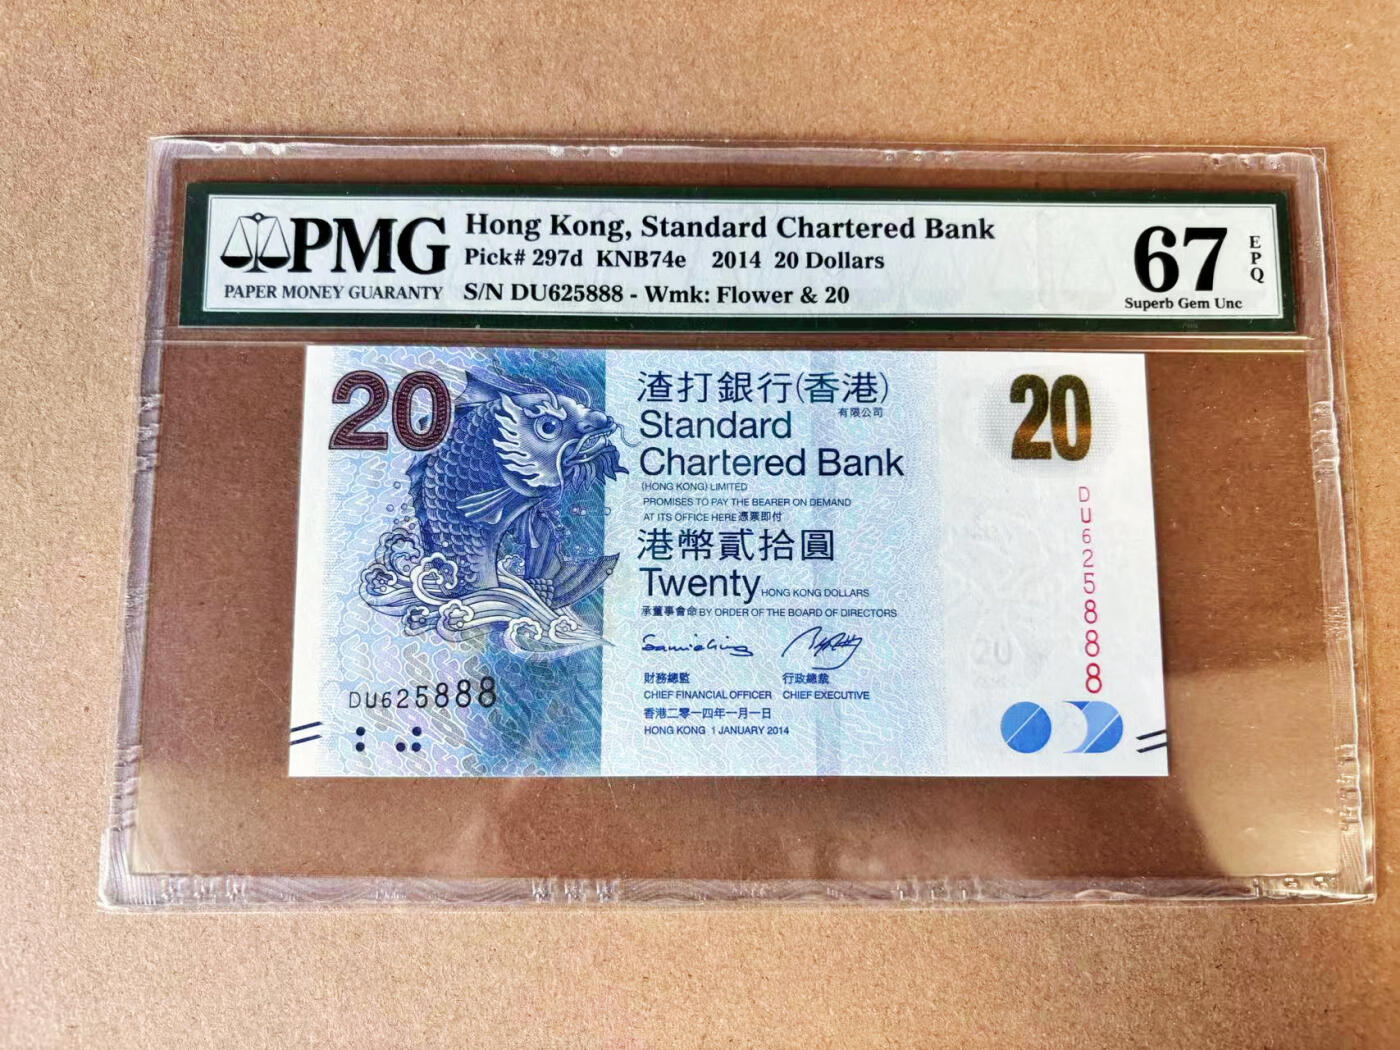 PMG
PAPER MONEY GUARANTY
Hong Kong, Standard Chartered Bank
Pick# 297d KNB74e 2014 20 Dollars
S/N DU625888 - Wmk: Flower & 20
67
EPQ
Superb Gem Unc
20
渣打銀行(香港)
有限公司
Standard
Chartered Bank
(HONG KONG) LIMITED
PROMISES TO PAY THE BEARER ON DEMAND
AT ITS OFFICE HERE 憑票即付
港幣貳拾圓
Twenty HONG KONG DOLLARS
承董事會命 BY ORDER OF THE BOARD OF DIRECTORS
財務總監 行政總裁
CHIEF FINANCIAL OFFICER CHIEF EXECUTIVE
香港二零一四年一月一日
HONG KONG 1 JANUARY 2014
DU625888
20
DU625888
20